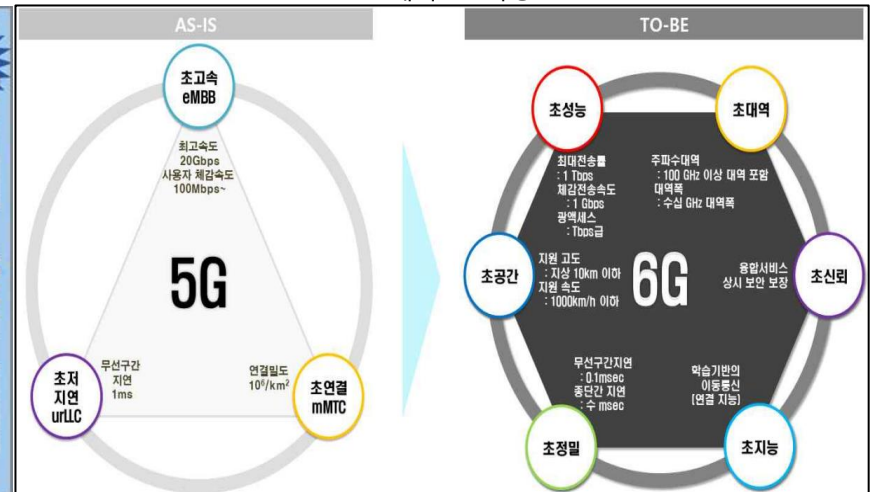 AS-IS
초고속
eMBB
최고속도
20Gbps
사용자 체감속도
100Mbps~
5G
초저
지연
urLLC
무선구간
지연
1ms
연결밀도
10⁶/km²
초연결
mMTC
TO-BE
초성능
초대역
최대전송률
: 1 Tbps
체감전송속도
: 1 Gbps
광액세스
: Tbps급
주파수대역
: 100 GHz 이상 대역 포함
대역폭
: 수십 GHz 대역폭
초공간
지원 고도
: 지상 10km 이하
지원 속도
: 1000km/h 이하
6G
융합서비스
상시 보안 보장
초신뢰
무선구간지연
: 0.1msec
종단간 지연
: 수 msec
학습기반의
이동통신
(연결 지능)
초정밀
초지능